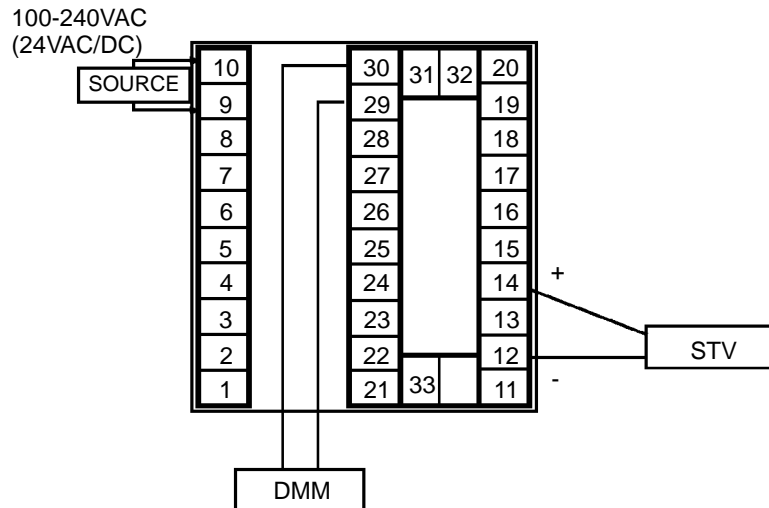 100-240VAC
(24VAC/DC)
SOURCE
10 30 31 32 20
9 29 19
8 28 18
7 27 17
6 26 16
5 25 15
4 24 14 +
3 23 13
2 22 12 STV
1 21 33 11 -
DMM